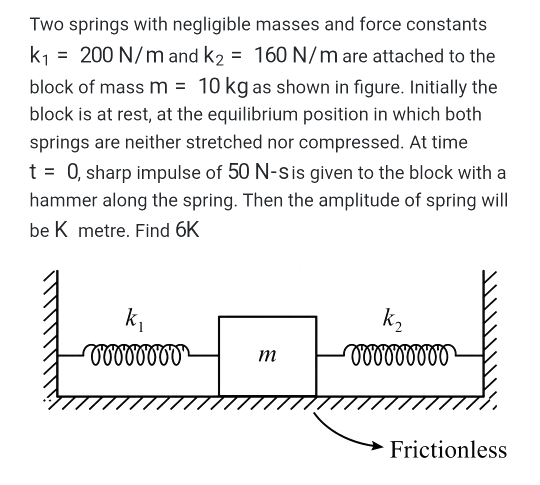 Two springs with negligible masses and force constants
k₁ = 200 N/m and k₂ = 160 N/m are attached to the
block of mass m = 10 kg as shown in figure. Initially the
block is at rest, at the equilibrium position in which both
springs are neither stretched nor compressed. At time
t = 0, sharp impulse of 50 N-s is given to the block with a
hammer along the spring. Then the amplitude of spring will
be K metre. Find 6K
k₁
k₂
m
Frictionless